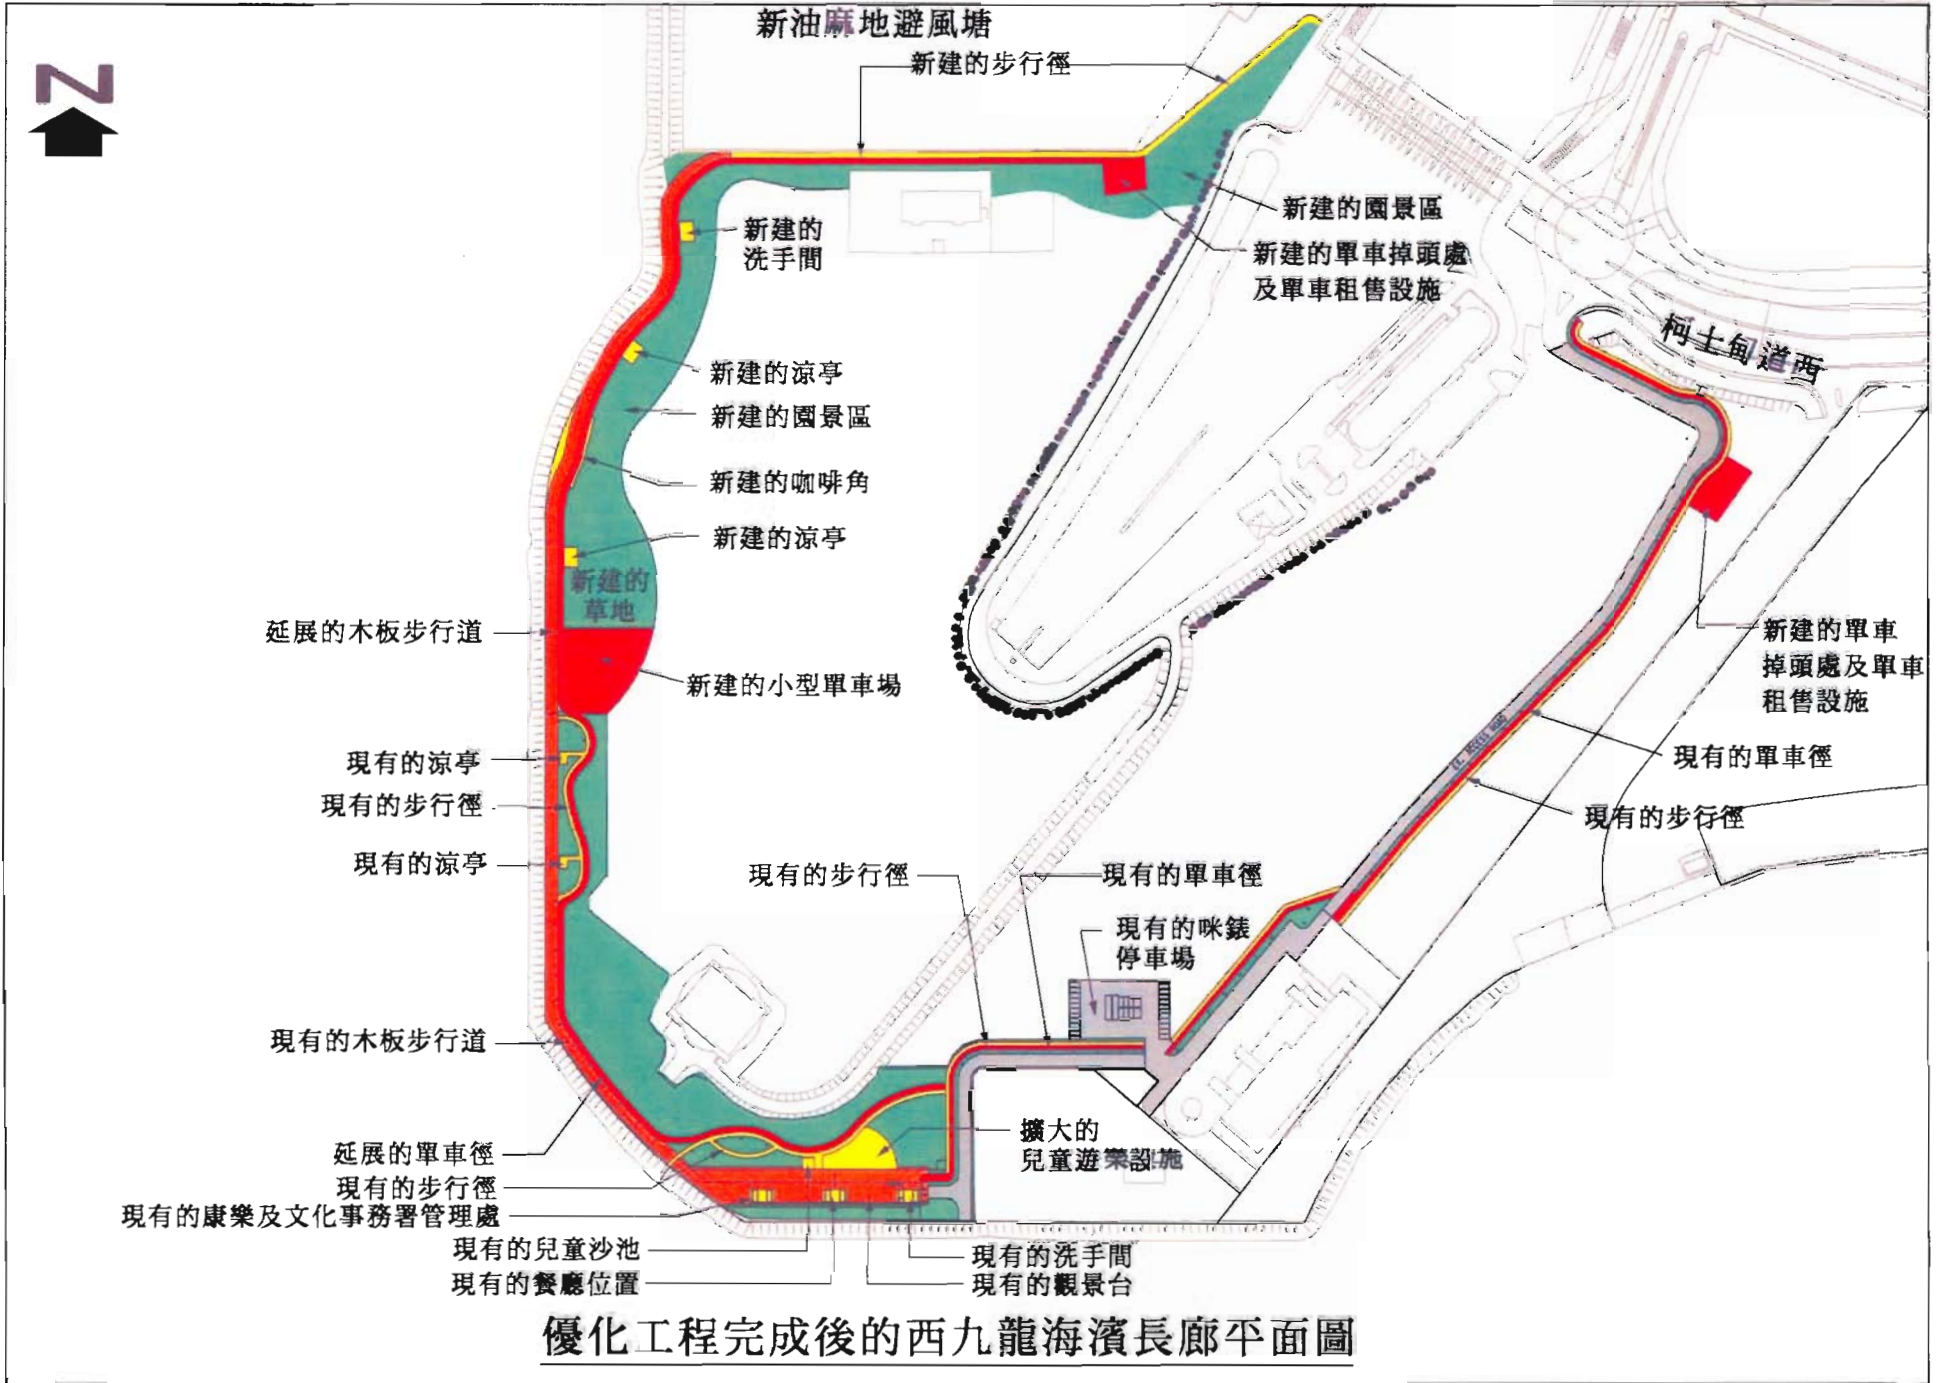 新油麻地避風塘
新建的步行徑
N
新建的園景區
新建的
洗手間
新建的單車掉頭處
及單車租售設施
柯士甸道西
新建的涼亭
新建的園景區
新建的咖啡角
新建的涼亭
新建的
草地
延展的木板步行道
新建的小型單車場
新建的單車
掉頭處及單車
租售設施
現有的涼亭
現有的單車徑
EX. ACCESS ROAD
現有的步行徑
現有的步行徑
現有的涼亭
現有的步行徑
現有的單車徑
現有的咪錶
停車場
現有的木板步行道
擴大的
兒童遊樂設施
延展的單車徑
現有的步行徑
現有的康樂及文化事務署管理處
現有的兒童沙池
現有的洗手間
現有的餐廳位置
現有的觀景台
優化工程完成後的西九龍海濱長廊平面圖